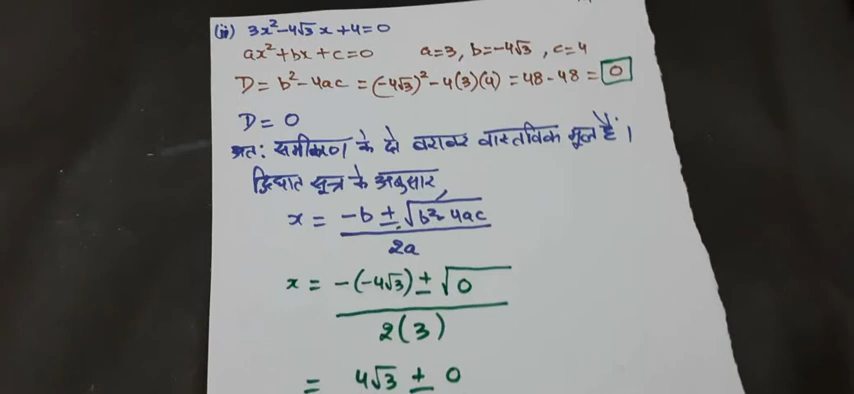 (ii) 3x²-4√3x+4=0
ax²+bx+c=0 a=3, b=-4√3, c=4
D = b²-4ac = (-4√3)²-4(3)(4) = 48-48 = 0
D = 0
अत: समीकरण के दो बराबर वास्तविक मूल हैं।
द्विघात सूत्र के अनुसार,
x = -b ± √b²-4ac
2a
x = -(-4√3) ± √0
2(3)
= 4√3 ± 0